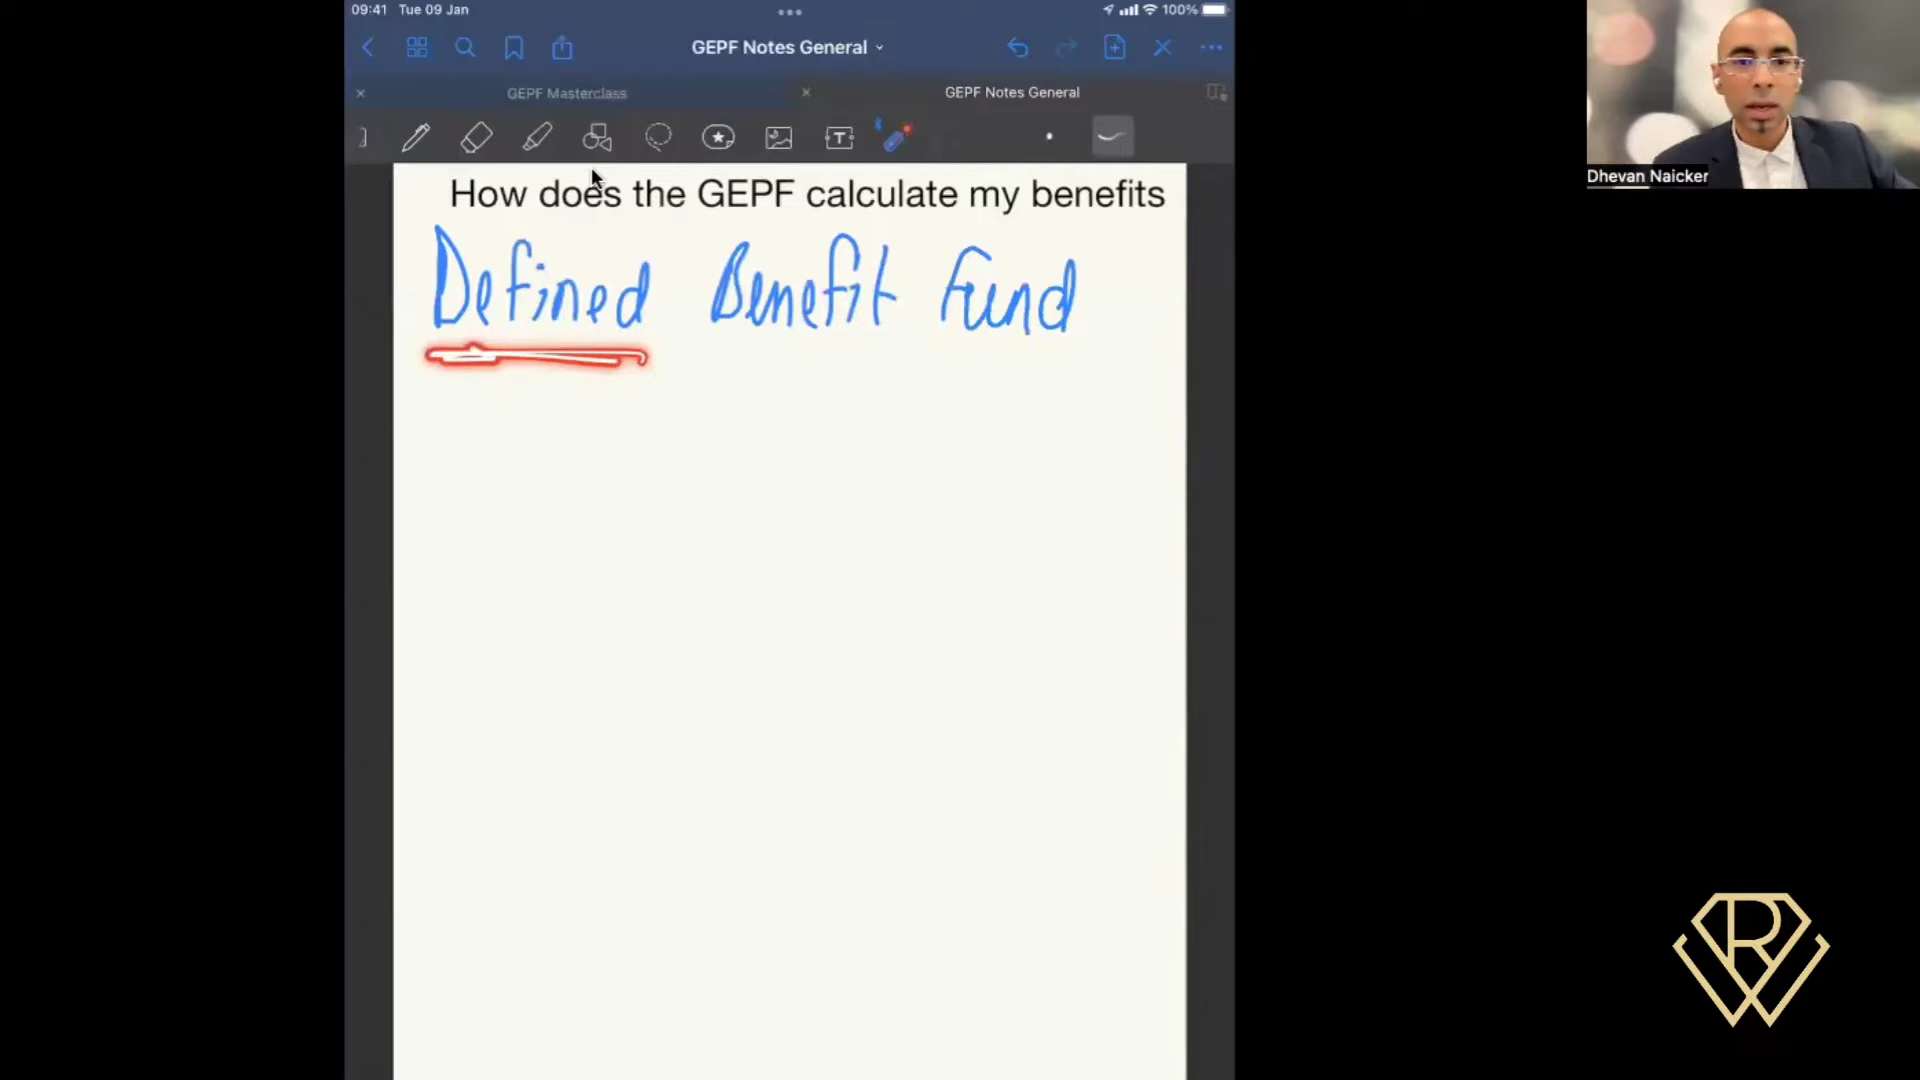 09:41 Tue 09 Jan
100%
GEPF Notes General
GEPF Masterclass
GEPF Notes General
T
How does the GEPF calculate my benefits
Defined Benefit Fund
Dhevan Naicker
RW